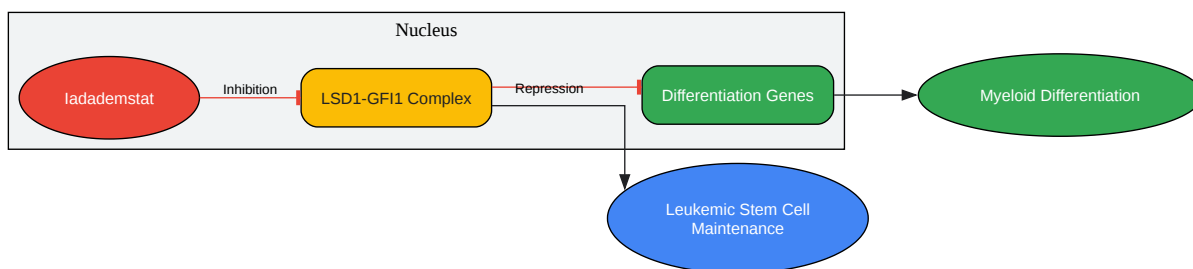 Nucleus
Iadademstat
Inhibition
LSD1-GFI1 Complex
Repression
Differentiation Genes
Myeloid Differentiation
Leukemic Stem Cell
Maintenance